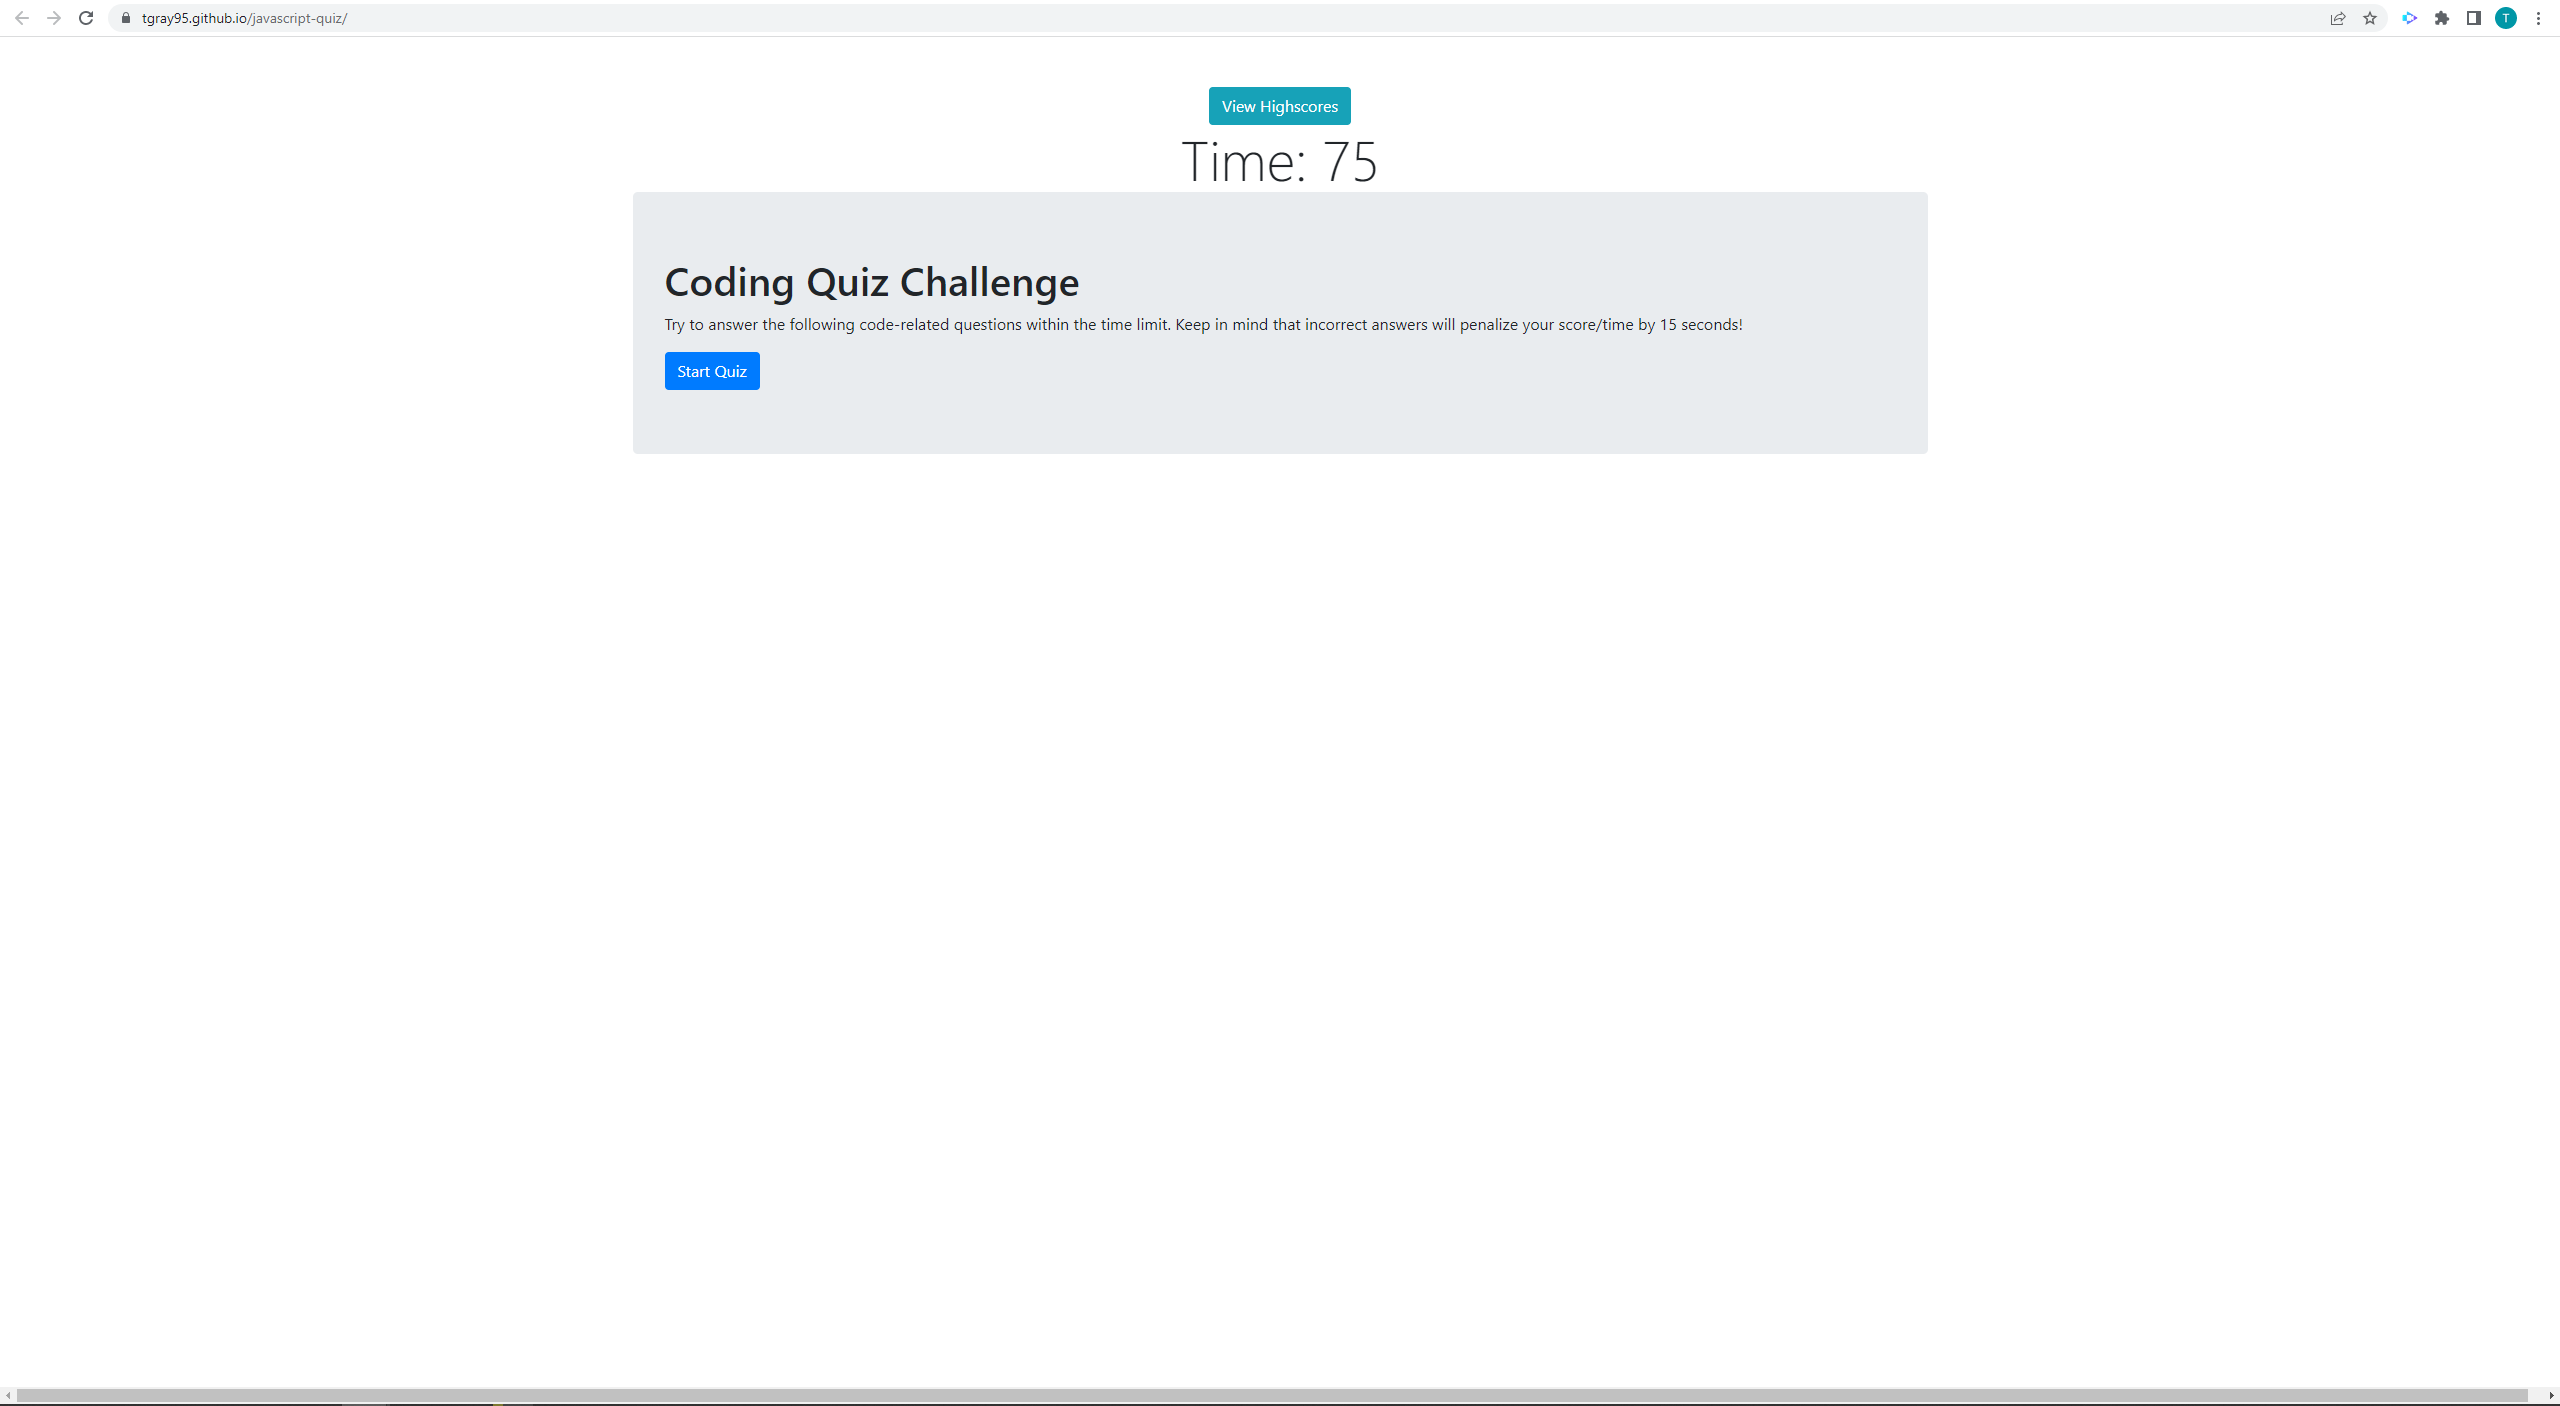 tgray95.github.io/javascript-quiz/
T
View Highscores
Time: 75
Coding Quiz Challenge
Try to answer the following code-related questions within the time limit. Keep in mind that incorrect answers will penalize your score/time by 15 seconds!
Start Quiz